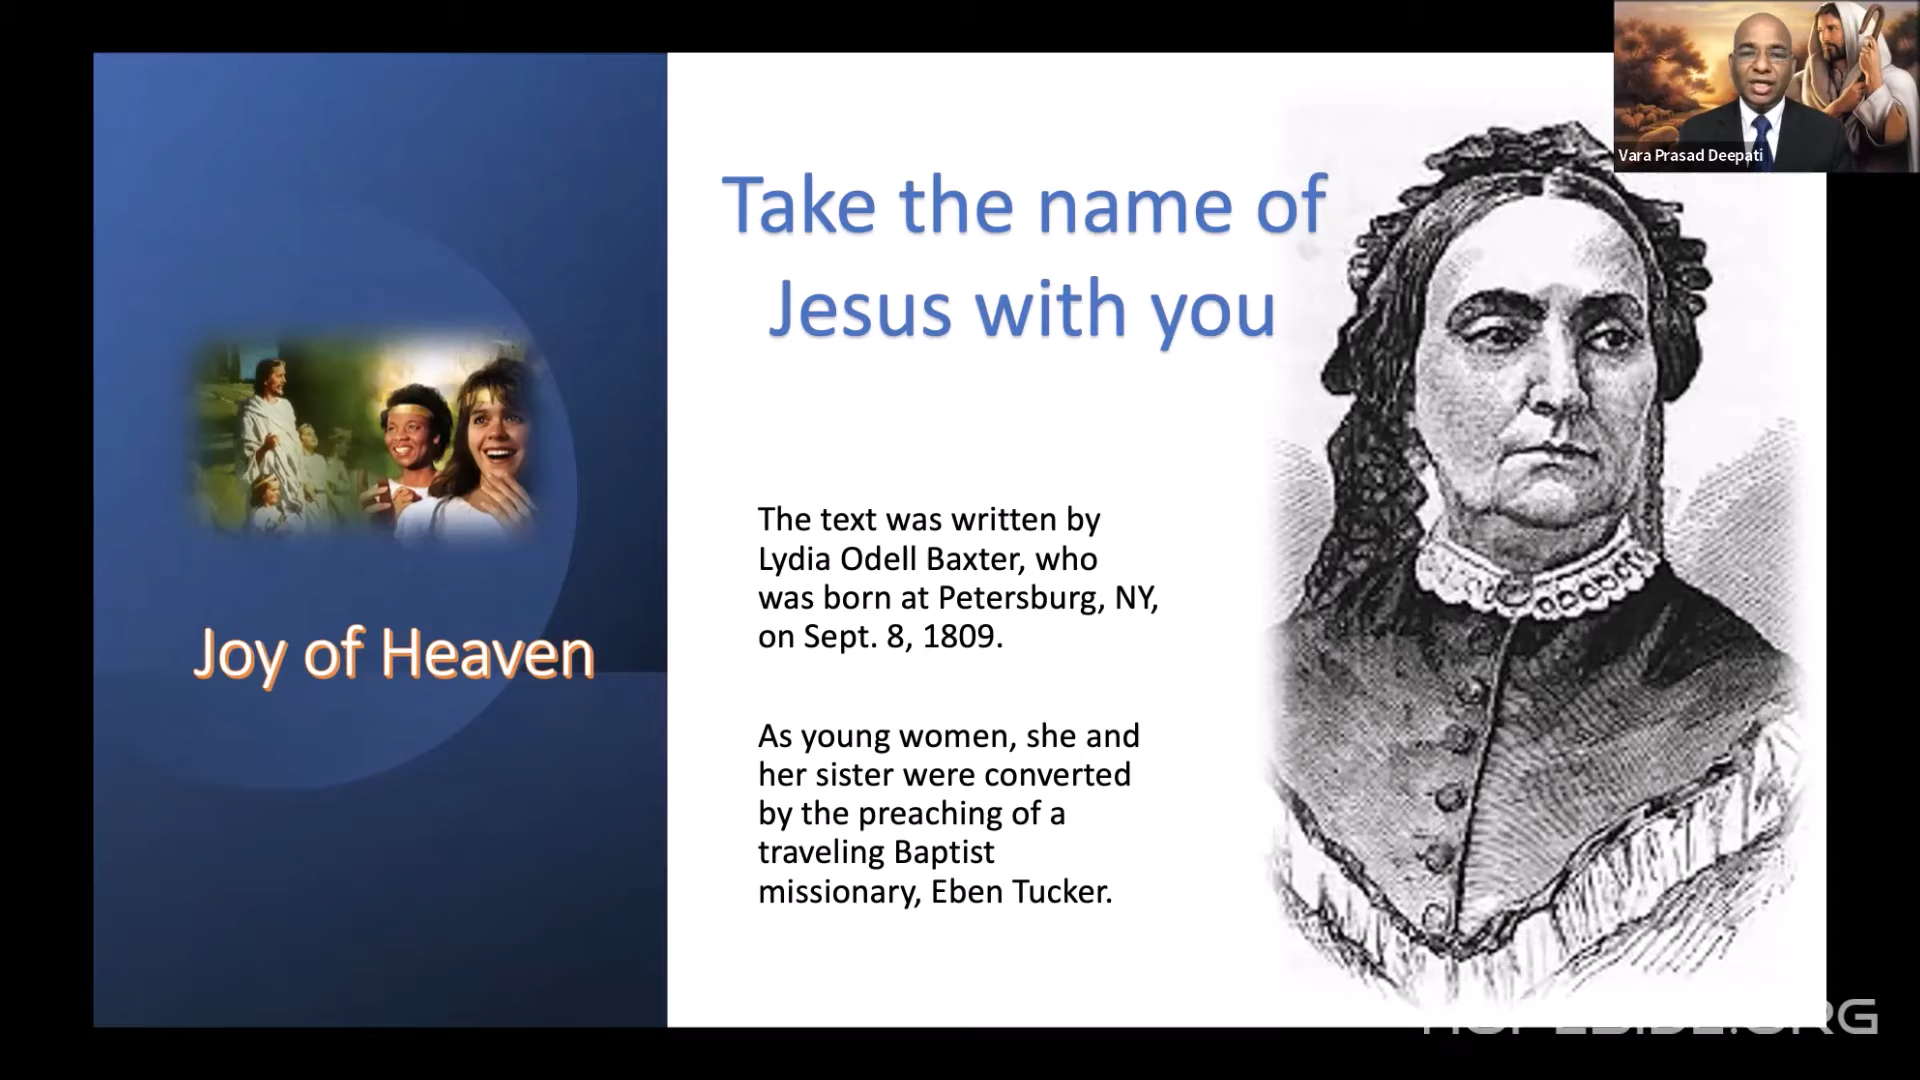 Vara Prasad Deepati
Take the name of
Jesus with you
The text was written by
Lydia Odell Baxter, who
was born at Petersburg, NY,
on Sept. 8, 1809.
Joy of Heaven
As young women, she and
her sister were converted
by the preaching of a
traveling Baptist
missionary, Eben Tucker.